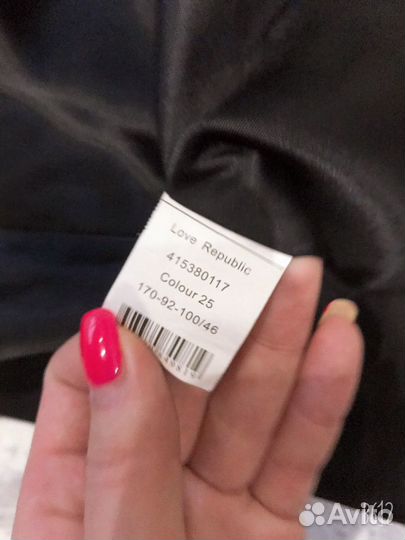 Love Republic
415380117
Colour 25
170-92-100/46
Avito